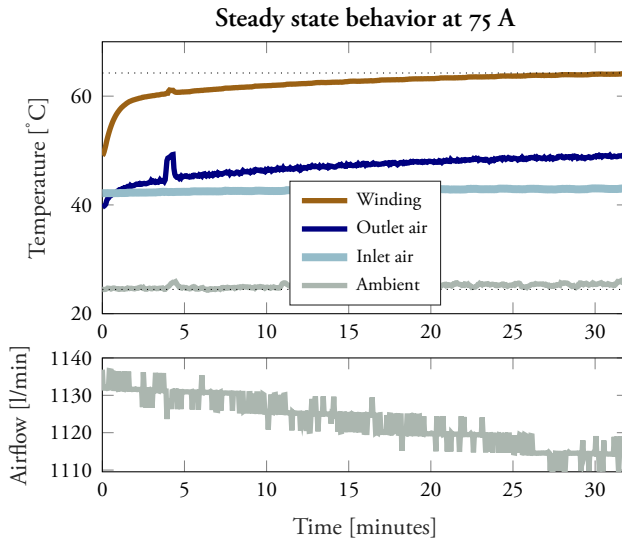 Steady state behavior at 75 A
Temperature [°C]
60
40
20
Winding
Outlet air
Inlet air
Ambient
0 5 10 15 20 25 30
Airflow [l/min]
1140
1130
1120
1110
0 5 10 15 20 25 30
Time [minutes]